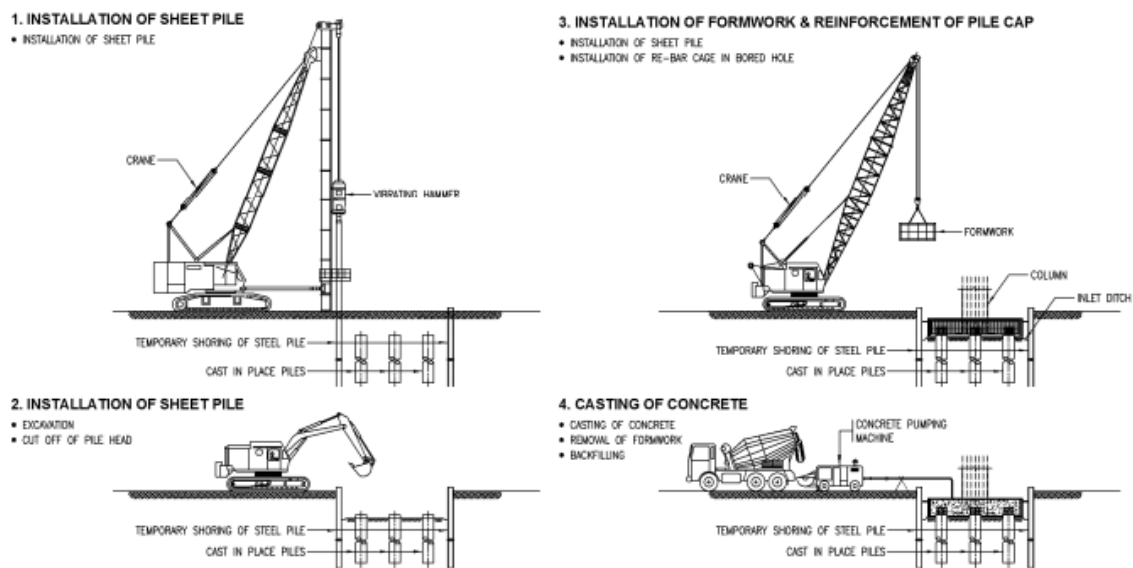 1. INSTALLATION OF SHEET PILE
• INSTALLATION OF SHEET PILE
CRANE
VIBRATING HAMMER
TEMPORARY SHORING OF STEEL PILE
CAST IN PLACE PILES
2. INSTALLATION OF SHEET PILE
• EXCAVATION
• CUT OFF OF PILE HEAD
TEMPORARY SHORING OF STEEL PILE
CAST IN PLACE PILES
3. INSTALLATION OF FORMWORK & REINFORCEMENT OF PILE CAP
• INSTALLATION OF SHEET PILE
• INSTALLATION OF RE-BAR CAGE IN BORED HOLE
CRANE
FORMWORK
COLUMN
INLET DITCH
TEMPORARY SHORING OF STEEL PILE
CAST IN PLACE PILES
4. CASTING OF CONCRETE
• CASTING OF CONCRETE
• REMOVAL OF FORMWORK
• BACKFILLING
CONCRETE PUMPING
MACHINE
TEMPORARY SHORING OF STEEL PILE
CAST IN PLACE PILES